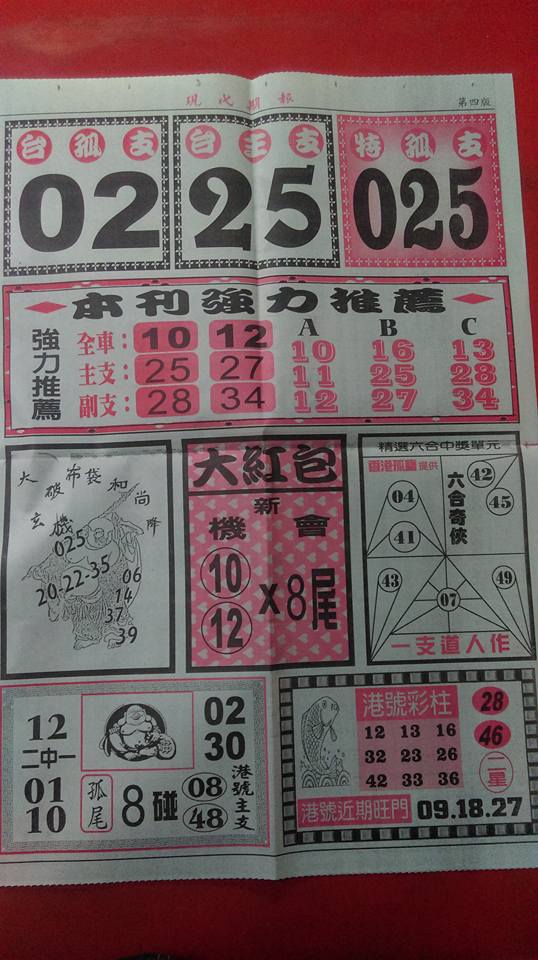 現代期報
第四版
台孤支
02
台主支
25
特孤支
025
本刊強力推薦
強力推薦
全車：10 12
主支：25 27
副支：28 34
A B C
10 16 13
11 25 28
12 27 34
布袋和尚降
大破玄機
025
20-22-35
06
14
37
39
大紅包
新
機會
10
12
x8尾
精選六合中獎單元
香港孤鷹提供
六合奇俠
42
45
04
41
43
49
07
一支道人作
12
二中一
01
10
孤尾
8碰
02
30
港號主支
08
48
港號彩柱
12 13 16
32 23 26
42 33 36
28
46
二星
港號近期旺門 09.18.27